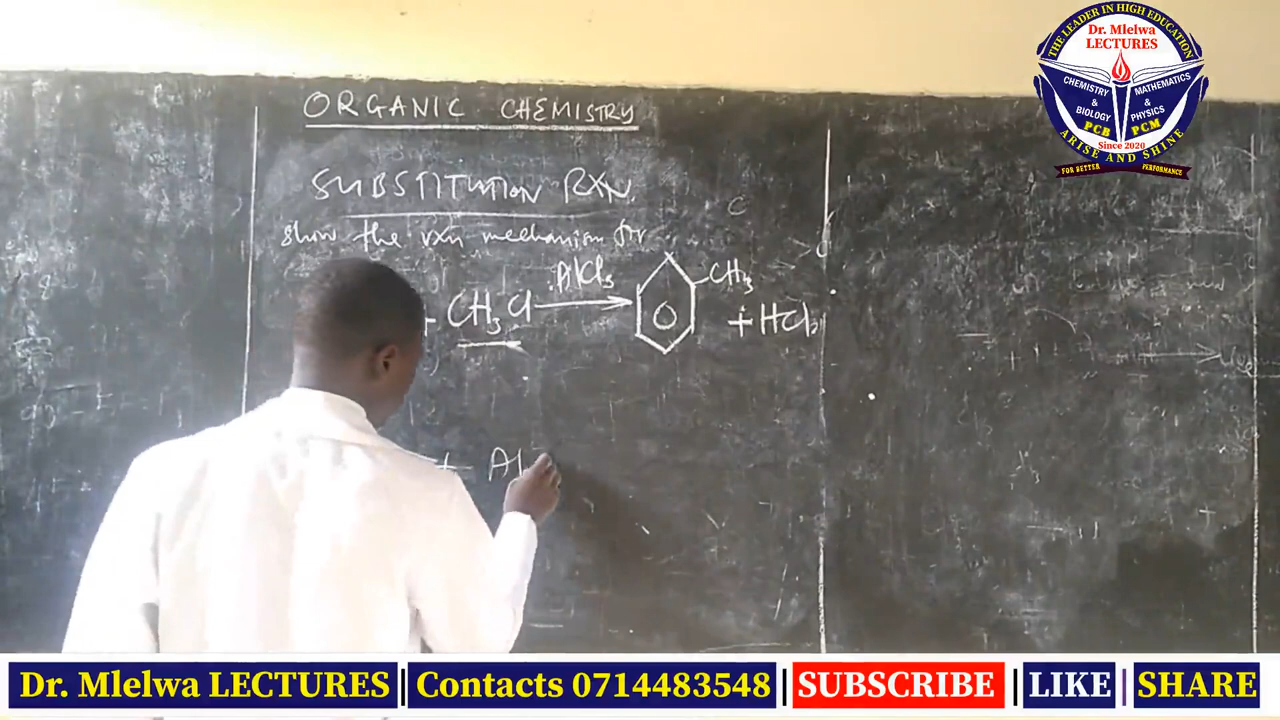 THE LEADER IN HIGH EDUCATION
Dr. Mlelwa
LECTURES
CHEMISTRY
&
BIOLOGY
PCB
MATHEMATICS
&
PHYSICS
PCM
Since 2020
ARISE AND SHINE
FOR BETTER PERFORMANCE
ORGANIC CHEMISTRY
SUBSTITUTION RXN.
show the rxn mechanism for
+ CH₃Cl AlCl₃ CH₃
+ HCl
+ Al
Dr. Mlelwa LECTURES | Contacts 0714483548 | SUBSCRIBE | LIKE | SHARE